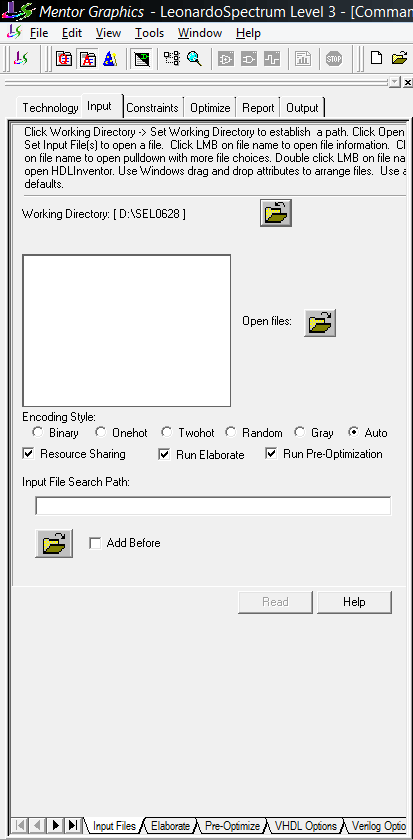 Mentor Graphics - LeonardoSpectrum Level 3 - [Comma
File Edit View Tools Window Help
STOP
Technology Input Constraints Optimize Report Output
Click Working Directory -> Set Working Directory to establish a path. Click Open
Set Input File(s) to open a file. Click LMB on file name to open file information. Cl
on file name to open pulldown with more file choices. Double click LMB on file na
open HDLInventor. Use Windows drag and drop attributes to arrange files. Use a
defaults.
Working Directory: [ D:\SEL0628 ]
Open files:
Encoding Style:
Binary Onehot Twohot Random Gray Auto
Resource Sharing Run Elaborate Run Pre-Optimization
Input File Search Path:
Add Before
Read Help
Input Files Elaborate Pre-Optimize VHDL Options Verilog Optio